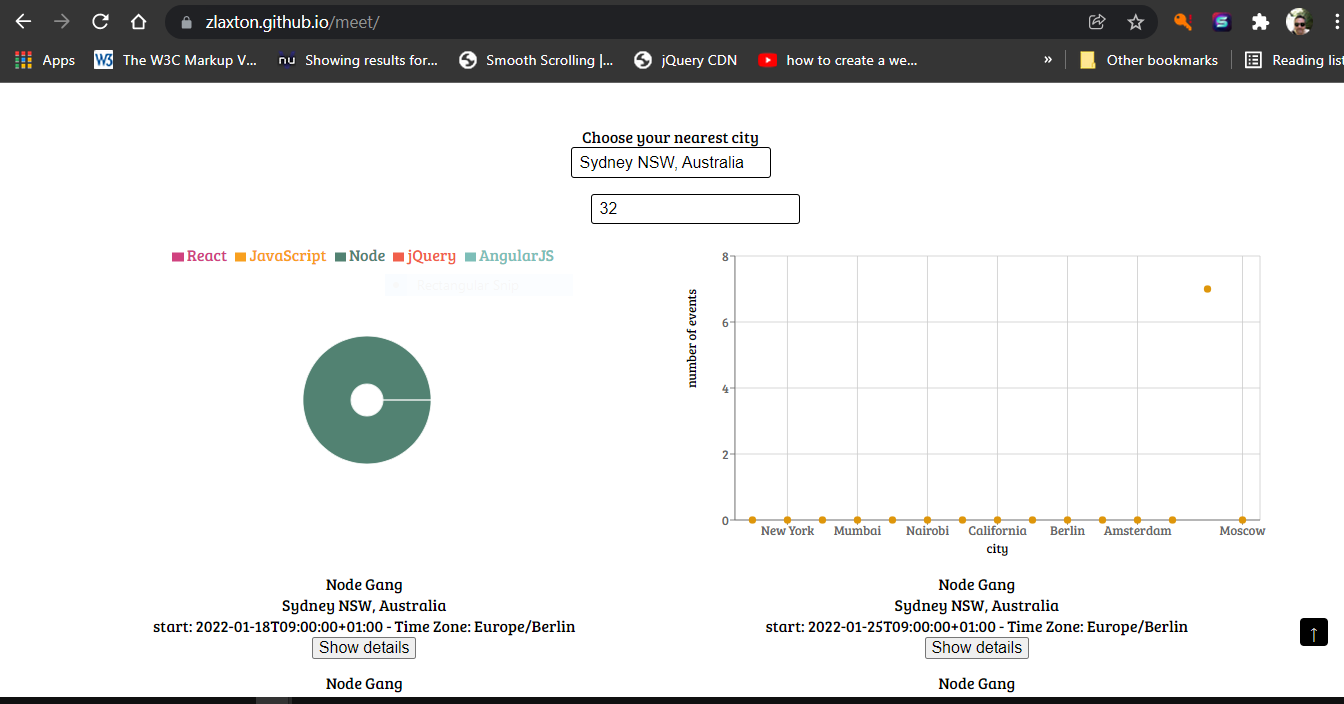 zlaxton.github.io/meet/
Apps The W3C Markup V... Showing results for... Smooth Scrolling |... jQuery CDN how to create a we... » Other bookmarks Reading list
Choose your nearest city
Sydney NSW, Australia
32
React JavaScript Node jQuery AngularJS
Rectangular Snip
8
6
4
2
0
number of events
New York Mumbai Nairobi California Berlin Amsterdam Moscow
city
Node Gang
Sydney NSW, Australia
start: 2022-01-18T09:00:00+01:00 - Time Zone: Europe/Berlin
Show details
Node Gang
Node Gang
Sydney NSW, Australia
start: 2022-01-25T09:00:00+01:00 - Time Zone: Europe/Berlin
Show details
Node Gang
↑